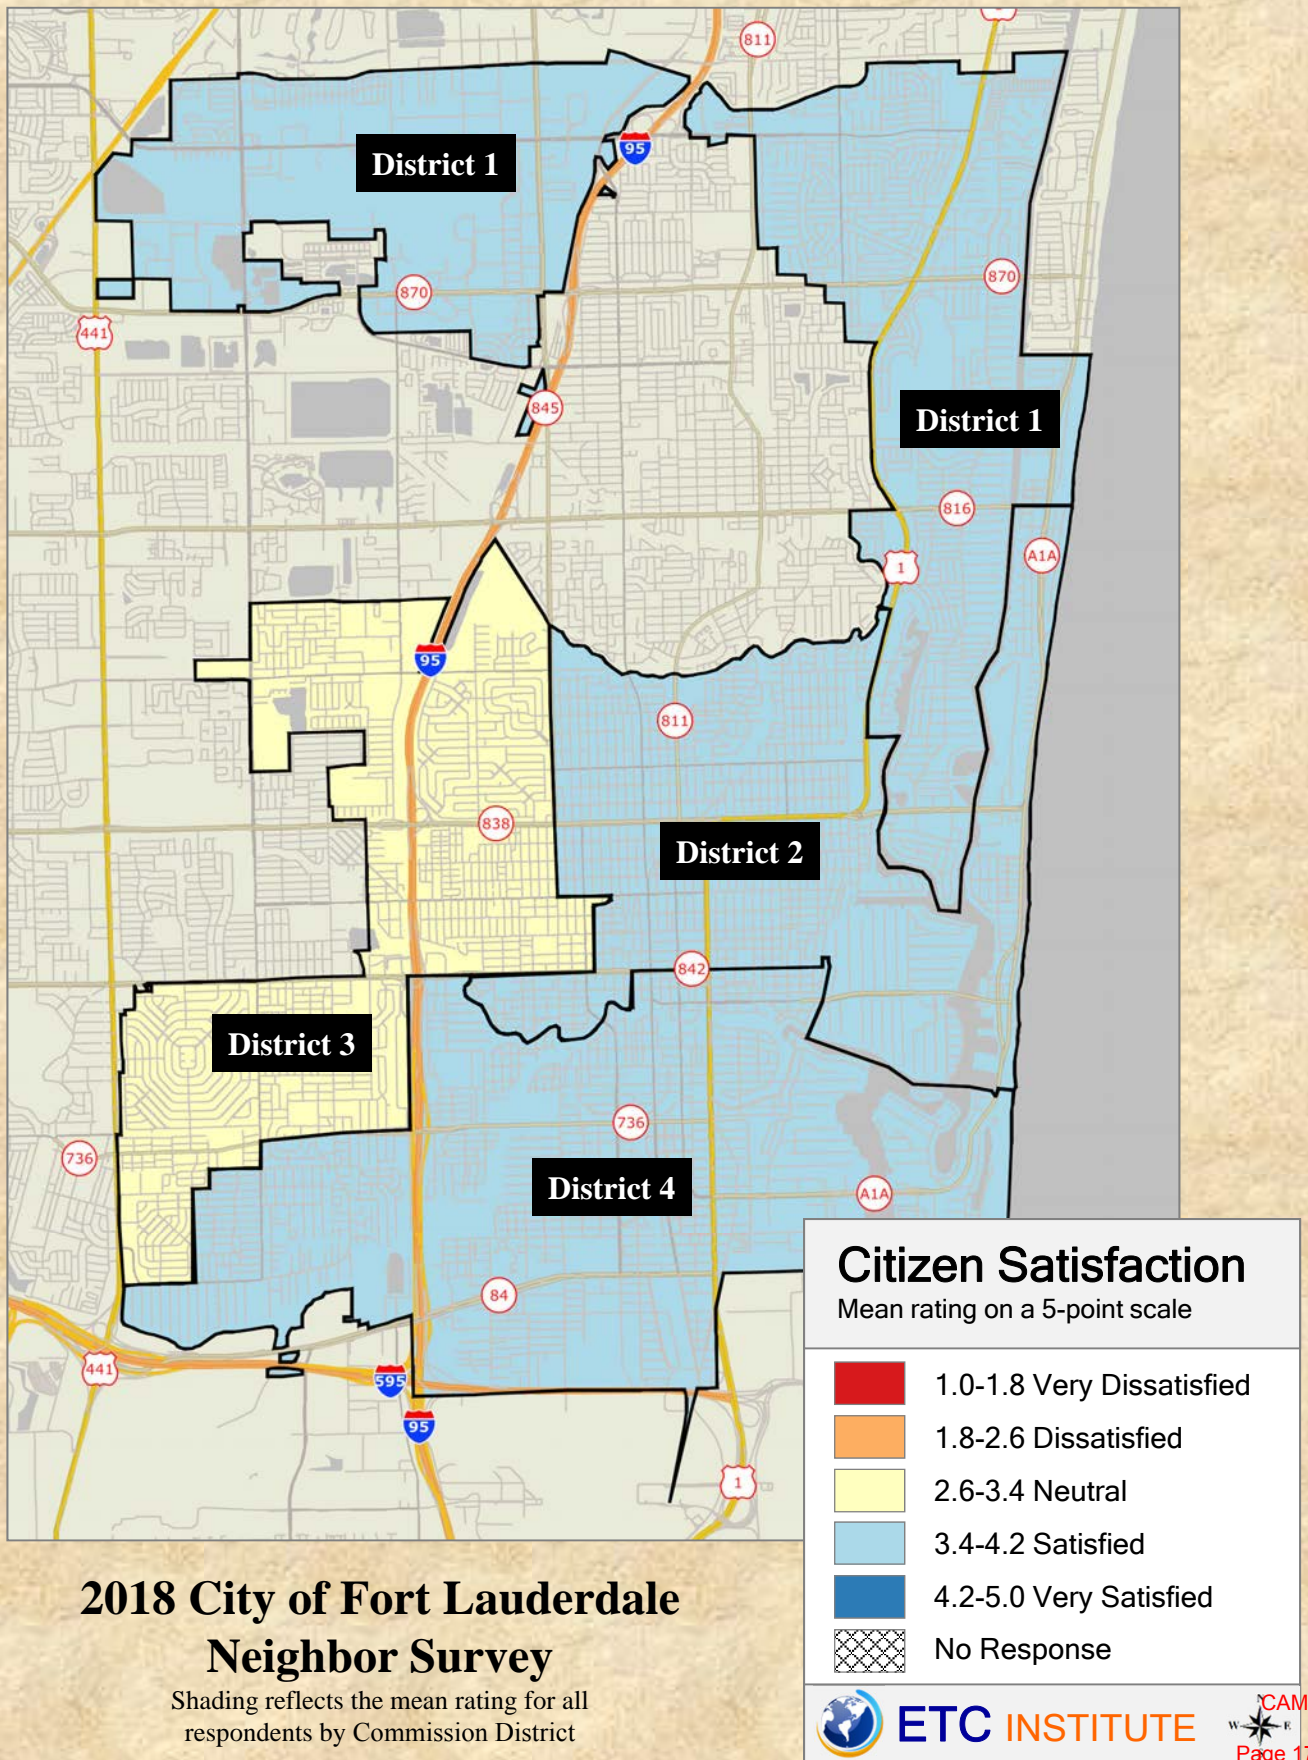 811
1
District 1
95
870
870
441
District 1
845
816
A1A
1
95
811
838
District 2
842
District 3
736
736
District 4
A1A
84
441
595
95
1
Citizen Satisfaction
Mean rating on a 5-point scale
1.0-1.8 Very Dissatisfied
1.8-2.6 Dissatisfied
2.6-3.4 Neutral
3.4-4.2 Satisfied
4.2-5.0 Very Satisfied
No Response
2018 City of Fort Lauderdale
Neighbor Survey
Shading reflects the mean rating for all
respondents by Commission District
ETC INSTITUTE
W E
CAM
Page 17